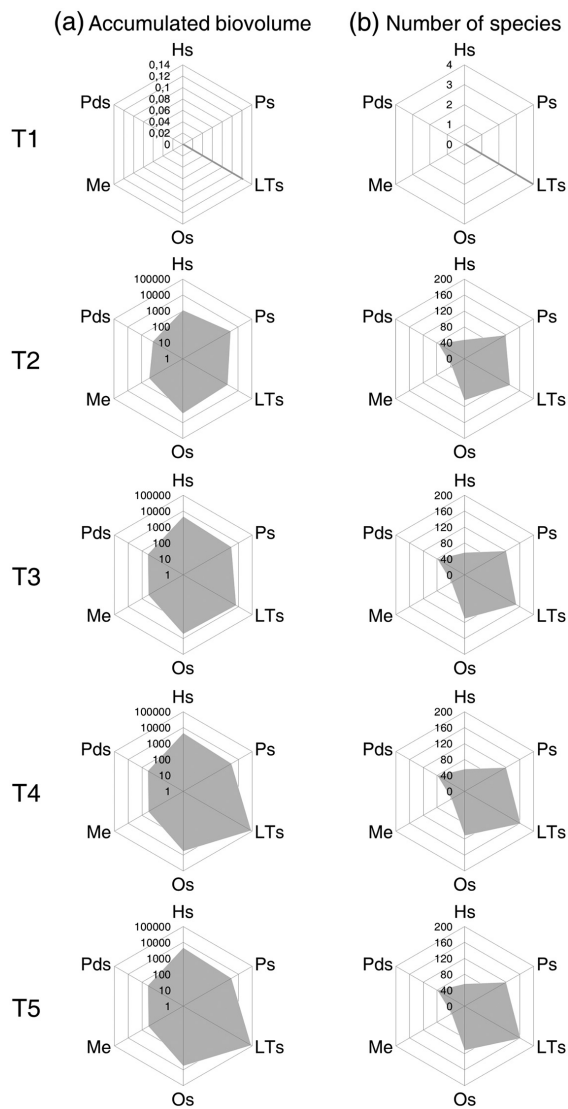 (a) Accumulated biovolume
(b) Number of species
T1
Hs
0,14
0,12
0,1
0,08
0,06
0,04
0,02
0
Pds
Ps
Me
LTs
Os
Hs
4
3
2
1
0
Pds
Ps
Me
LTs
Os
T2
Hs
100000
10000
1000
100
10
1
Pds
Ps
Me
LTs
Os
Hs
200
160
120
80
40
0
Pds
Ps
Me
LTs
Os
T3
Hs
100000
10000
1000
100
10
1
Pds
Ps
Me
LTs
Os
Hs
200
160
120
80
40
0
Pds
Ps
Me
LTs
Os
T4
Hs
100000
10000
1000
100
10
1
Pds
Ps
Me
LTs
Os
Hs
200
160
120
80
40
0
Pds
Ps
Me
LTs
Os
T5
Hs
100000
10000
1000
100
10
1
Pds
Ps
Me
LTs
Os
Hs
200
160
120
80
40
0
Pds
Ps
Me
LTs
Os